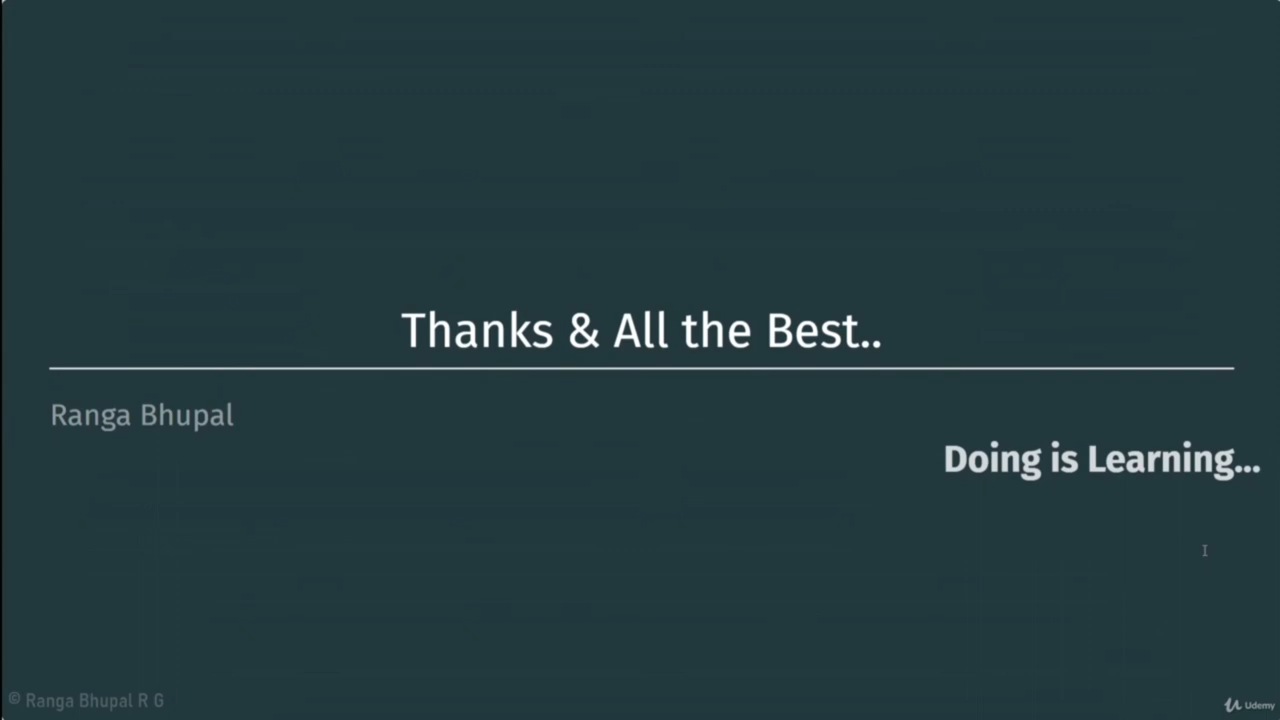 Thanks & All the Best..
Ranga Bhupal
Doing is Learning...
© Ranga Bhupal R G
Udemy